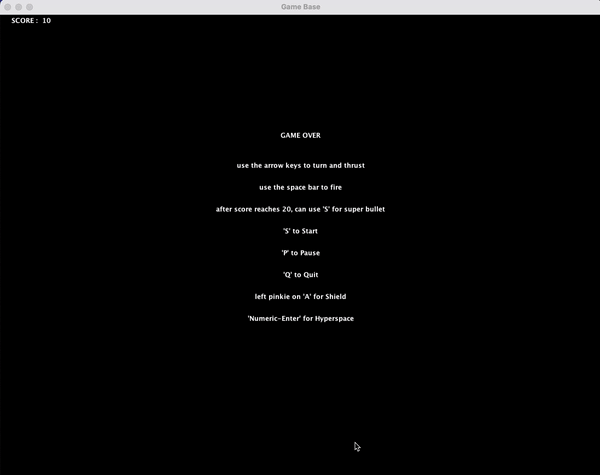 Game Base
SCORE : 10
GAME OVER
use the arrow keys to turn and thrust
use the space bar to fire
after score reaches 20, can use 'S' for super bullet
'S' to Start
'P' to Pause
'Q' to Quit
left pinkie on 'A' for Shield
'Numeric-Enter' for Hyperspace